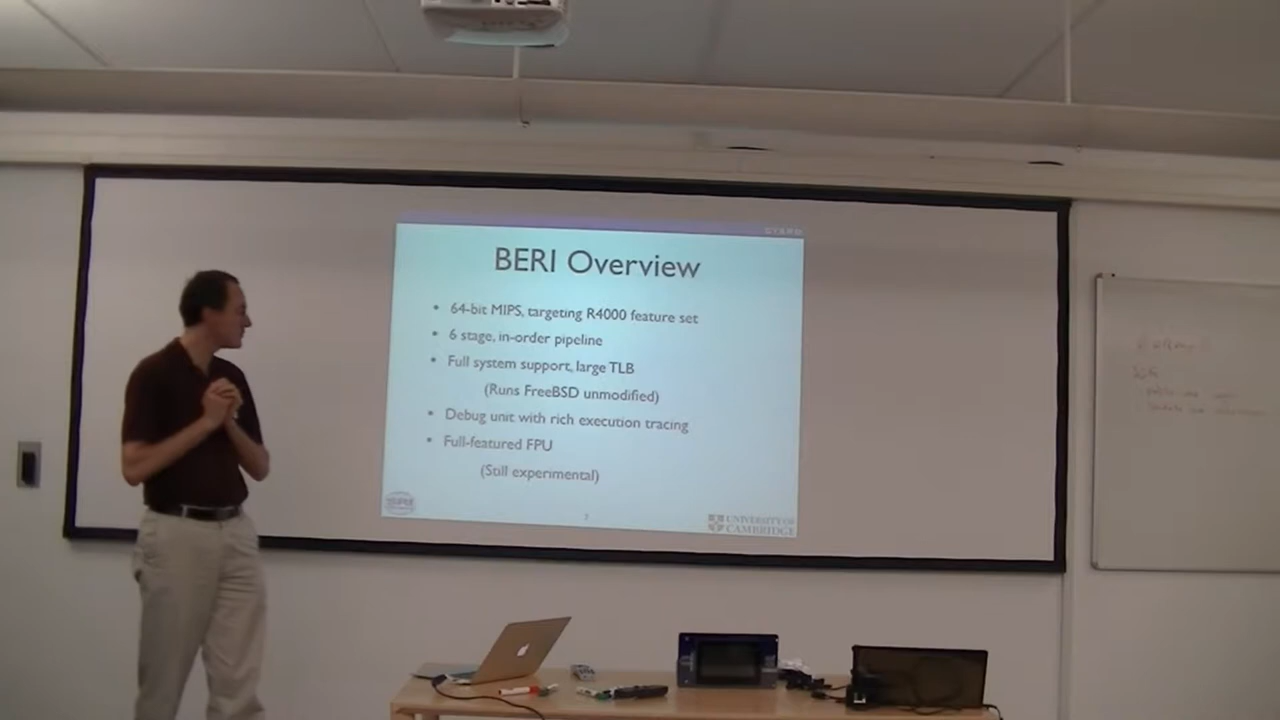 BERI Overview
• 64-bit MIPS, targeting R4000 feature set
• 6 stage, in-order pipeline
• Full system support, large TLB
(Runs FreeBSD unmodified)
• Debug unit with rich execution tracing
• Full-featured FPU
(Still experimental)
UNIVERSITY OF
CAMBRIDGE